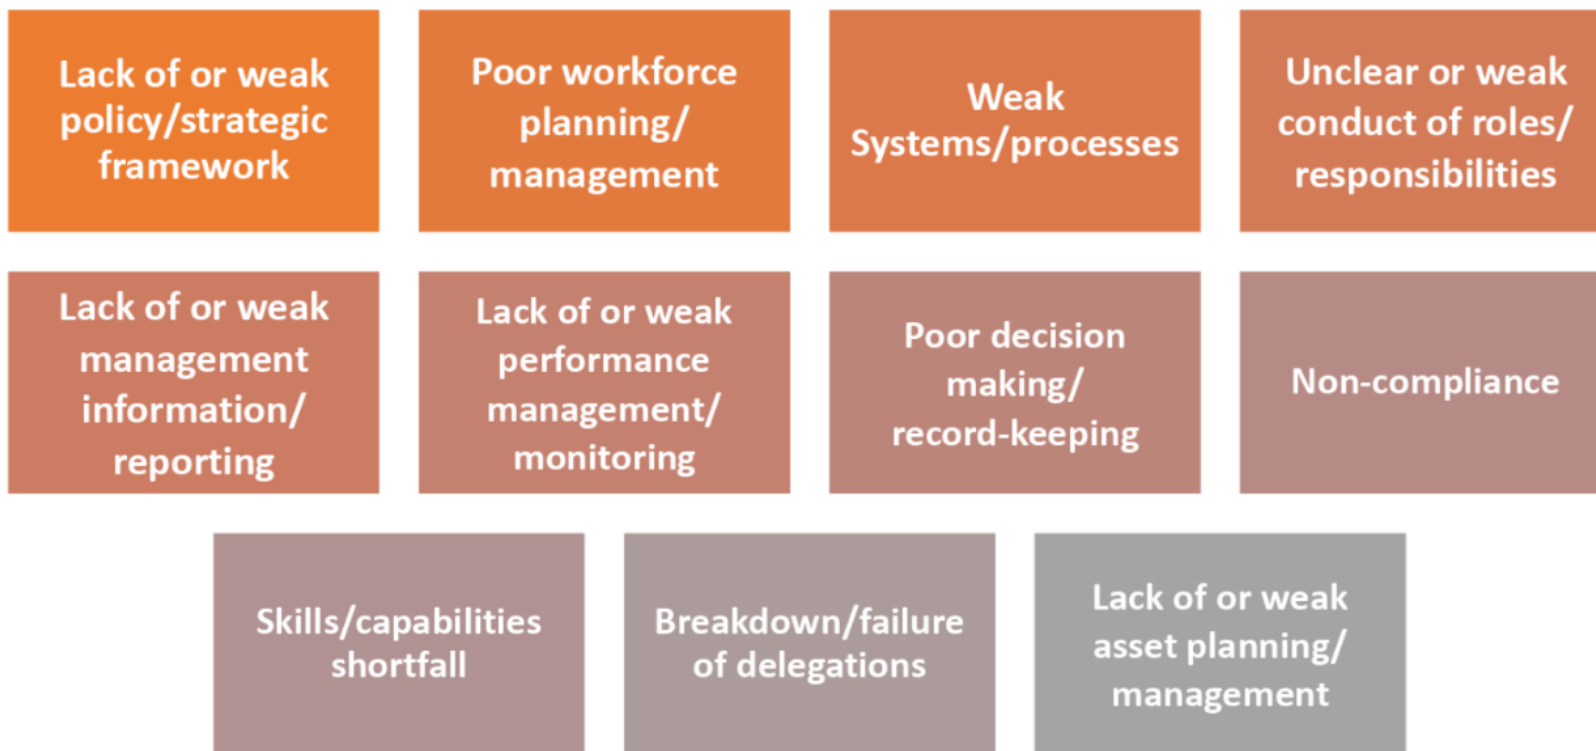 Lack of or weak
policy/strategic
framework
Poor workforce
planning/
management
Weak
Systems/processes
Unclear or weak
conduct of roles/
responsibilities
Lack of or weak
management
information/
reporting
Lack of or weak
performance
management/
monitoring
Poor decision
making/
record-keeping
Non-compliance
Skills/capabilities
shortfall
Breakdown/failure
of delegations
Lack of or weak
asset planning/
management